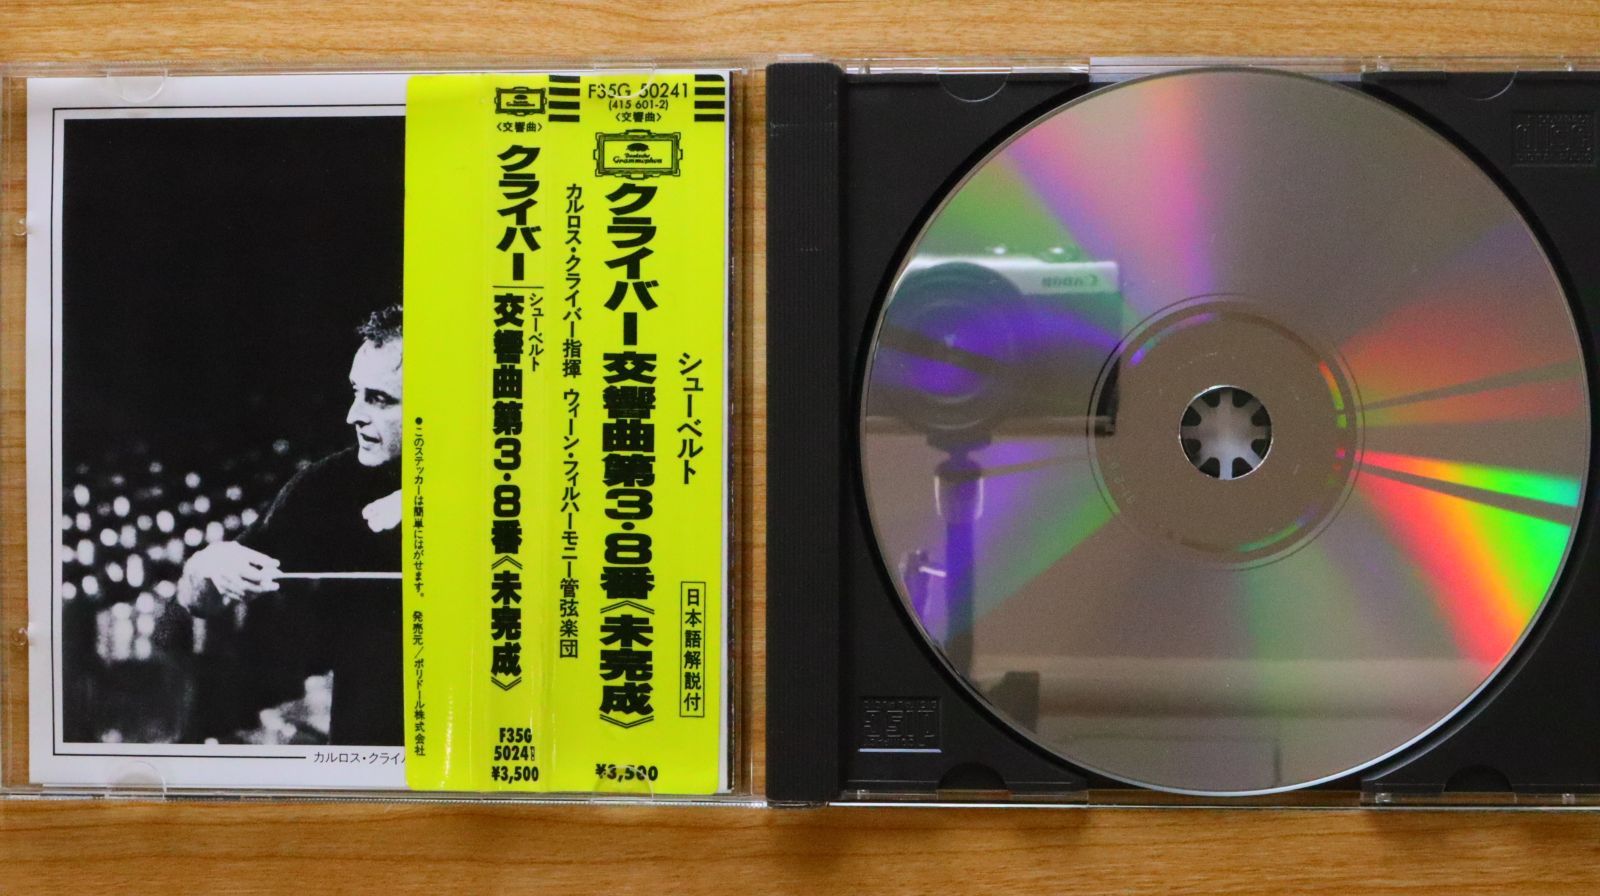 F35G 50241
(415 601-2)
〈交響曲〉
Deutsche
Grammophon
シューベルト
クライバー 交響曲第3・8番《未完成》
カルロス・クライバー指揮 ウィーン・フィルハーモニー管弦楽団
日本語解説付
¥3,500
Deutsche
Grammophon
〈交響曲〉
クライバー
シューベルト
交響曲第3・8番《未完成》
F35G
50241
¥3,500
●このステッカーは簡単にはがせます。 発売元/ポリドール株式会社
カルロス・クライバ